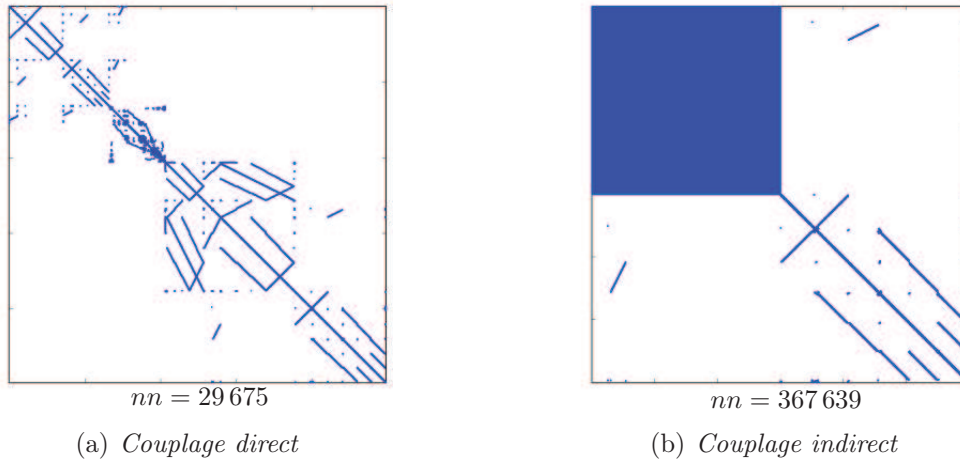 nn = 29 675
nn = 367 639
(a) Couplage direct
(b) Couplage indirect